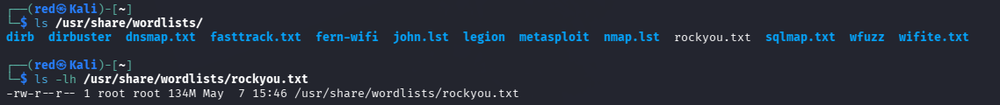 ┌──(red㉿Kali)-[~]
└─$ ls /usr/share/wordlists/
dirb  dirbuster  dnsmap.txt  fasttrack.txt  fern-wifi  john.lst  legion  metasploit  nmap.lst  rockyou.txt  sqlmap.txt  wfuzz  wifite.txt
┌──(red㉿Kali)-[~]
└─$ ls -lh /usr/share/wordlists/rockyou.txt
-rw-r--r-- 1 root root 134M May  7 15:46 /usr/share/wordlists/rockyou.txt